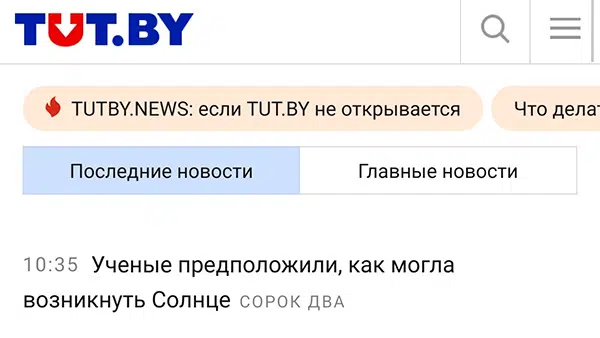 TUT.BY
TUTBY.NEWS: если TUT.BY не открывается
Что делат
Последние новости
Главные новости
10:35 Ученые предположили, как могла
возникнуть Солнце СОРОК ДВА